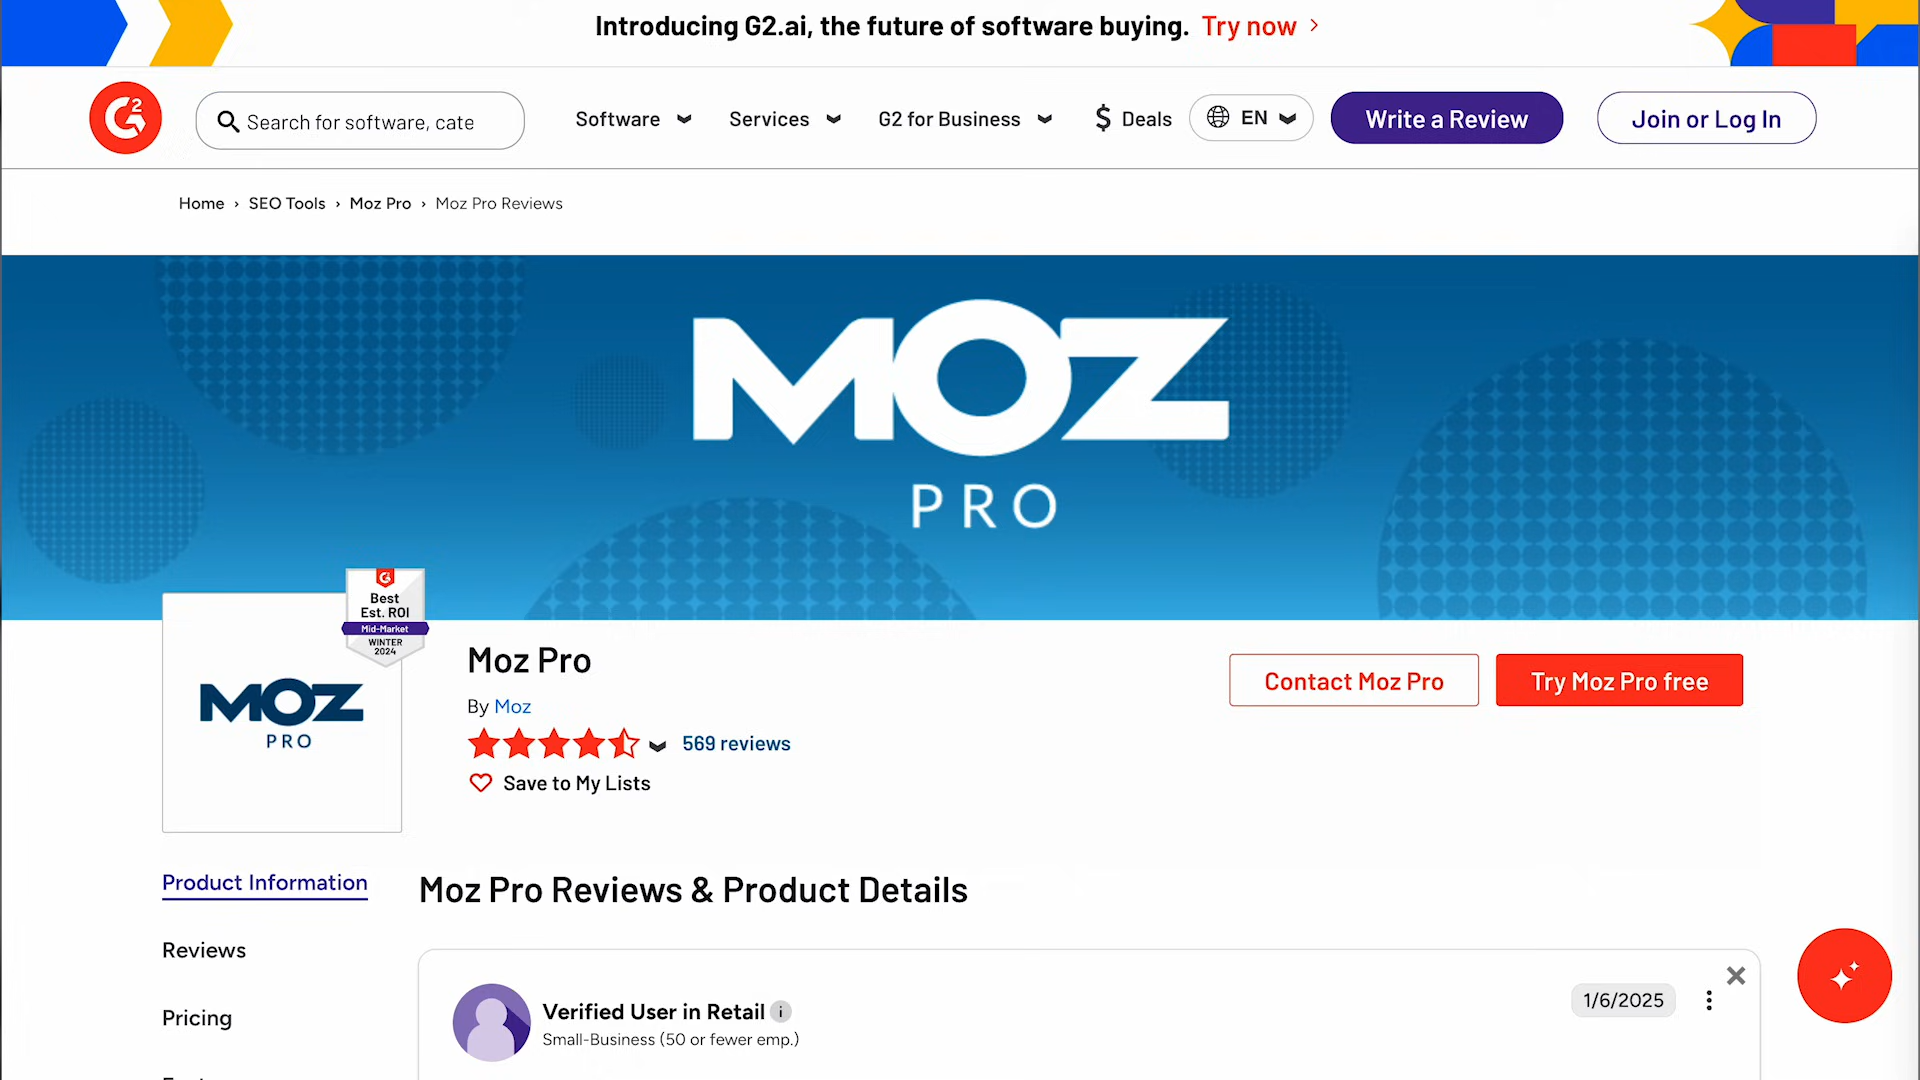 Introducing G2.ai, the future of software buying. Try now
G2
Search for software, cate
Software
Services
G2 for Business
$ Deals
EN
Write a Review
Join or Log In
Home › SEO Tools › Moz Pro › Moz Pro Reviews
MOZ
PRO
Best
Est. ROI
Mid-Market
WINTER
2024
MOZ
PRO
Moz Pro
By Moz
569 reviews
Save to My Lists
Contact Moz Pro
Try Moz Pro free
Product Information
Reviews
Pricing
Moz Pro Reviews & Product Details
Verified User in Retail
Small-Business (50 or fewer emp.)
1/6/2025